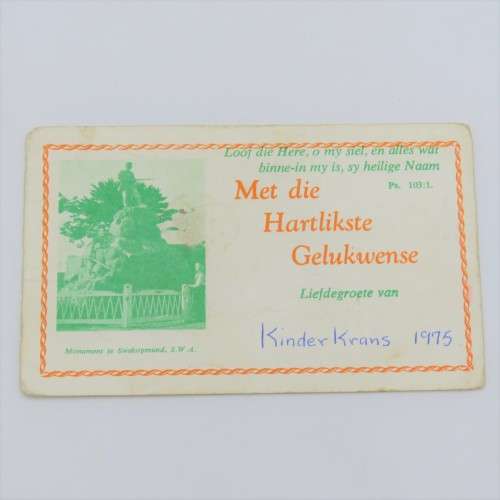 Loof die Here, o my siel, en alles wat
binne-in my is, sy heilige Naam
Ps. 103:1.
Met die
Hartlikste
Gelukwense
Liefdegroete van
Kinder Krans 1975
Monument te Swakopmund, S.W.A.